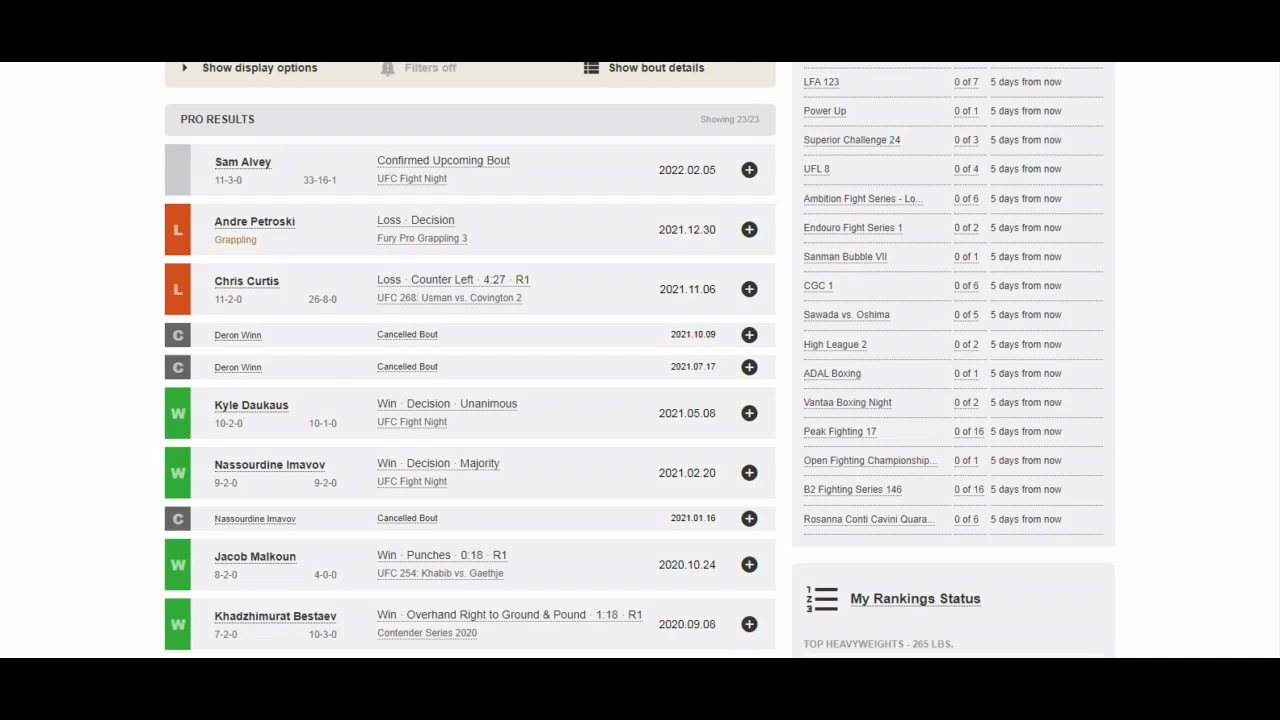 Show display options Filters off Show bout details
PRO RESULTS Showing 23/23
Sam Alvey Confirmed Upcoming Bout 2022.02.05
11-3-0 33-16-1 UFC Fight Night
L Andre Petroski Loss · Decision 2021.12.30
Grappling Fury Pro Grappling 3
L Chris Curtis Loss · Counter Left · 4:27 · R1 2021.11.06
11-2-0 26-8-0 UFC 268: Usman vs. Covington 2
C Deron Winn Cancelled Bout 2021.10.09
C Deron Winn Cancelled Bout 2021.07.17
W Kyle Daukaus Win · Decision · Unanimous 2021.05.08
10-2-0 10-1-0 UFC Fight Night
W Nassourdine Imavov Win · Decision · Majority 2021.02.20
9-2-0 9-2-0 UFC Fight Night
C Nassourdine Imavov Cancelled Bout 2021.01.16
W Jacob Malkoun Win · Punches · 0:18 · R1 2020.10.24
8-2-0 4-0-0 UFC 254: Khabib vs. Gaethje
W Khadzhimurat Bestaev Win · Overhand Right to Ground & Pound · 1:18 · R1 2020.09.08
7-2-0 10-3-0 Contender Series 2020
LFA 123 0 of 7 5 days from now
Power Up 0 of 1 5 days from now
Superior Challenge 24 0 of 3 5 days from now
UFL 8 0 of 4 5 days from now
Ambition Fight Series - Lo... 0 of 6 5 days from now
Endouro Fight Series 1 0 of 2 5 days from now
Sanman Bubble VII 0 of 1 5 days from now
CGC 1 0 of 6 5 days from now
Sawada vs. Oshima 0 of 5 5 days from now
High League 2 0 of 2 5 days from now
ADAL Boxing 0 of 1 5 days from now
Vantaa Boxing Night 0 of 2 5 days from now
Peak Fighting 17 0 of 16 5 days from now
Open Fighting Championship... 0 of 1 5 days from now
B2 Fighting Series 146 0 of 16 5 days from now
Rosanna Conti Cavini Quara... 0 of 6 5 days from now
1 2 3 My Rankings Status
TOP HEAVYWEIGHTS - 265 LBS.